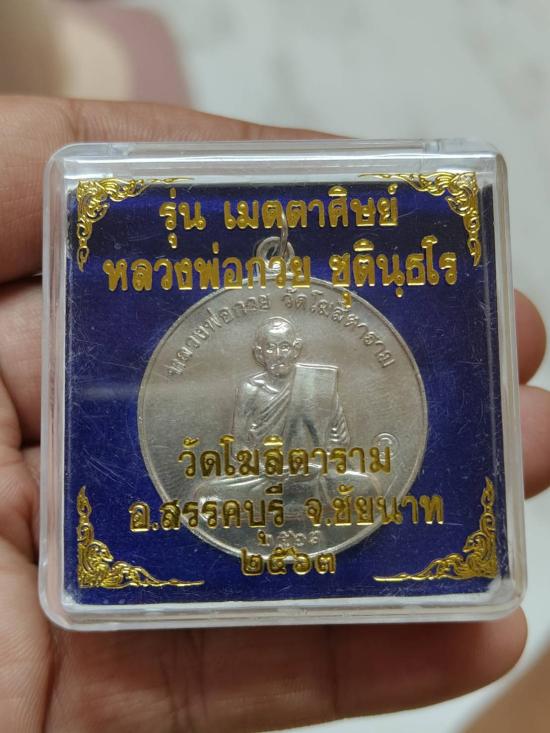 รุ่น เมตตาศิษย์
หลวงพ่อกวย ชุตินฺธโร
หลวงพ่อกวย วัดโฆสิตาราม
วัดโฆสิตาราม
อ.สรรคบุรี จ.ชัยนาท
๒๕๖๓